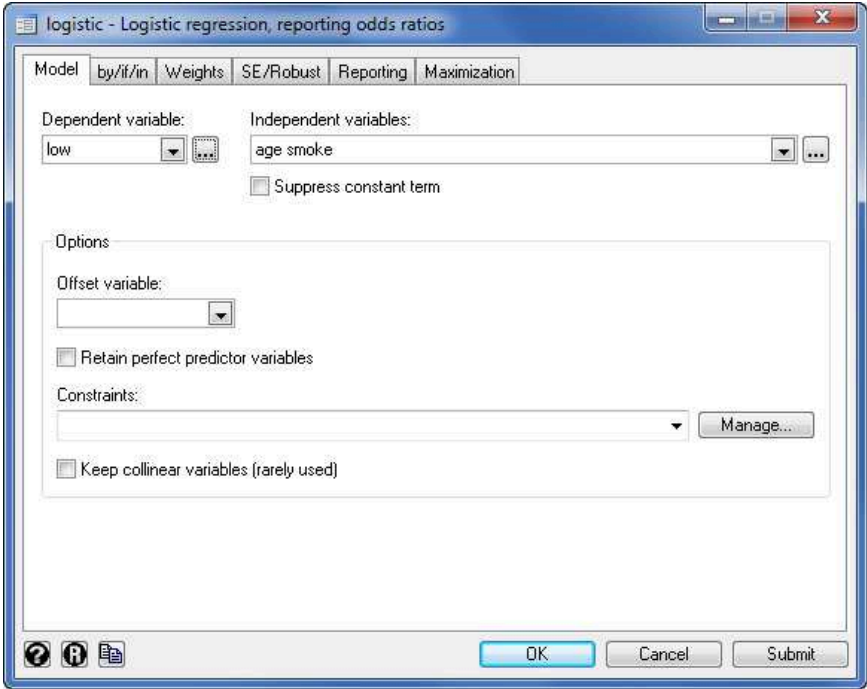 logistic - Logistic regression, reporting odds ratios
Model by/if/in Weights SE/Robust Reporting Maximization
Dependent variable: Independent variables:
low ... age smoke ...
Suppress constant term
Options
Offset variable:
Retain perfect predictor variables
Constraints:
Manage...
Keep collinear variables (rarely used)
? R OK Cancel Submit